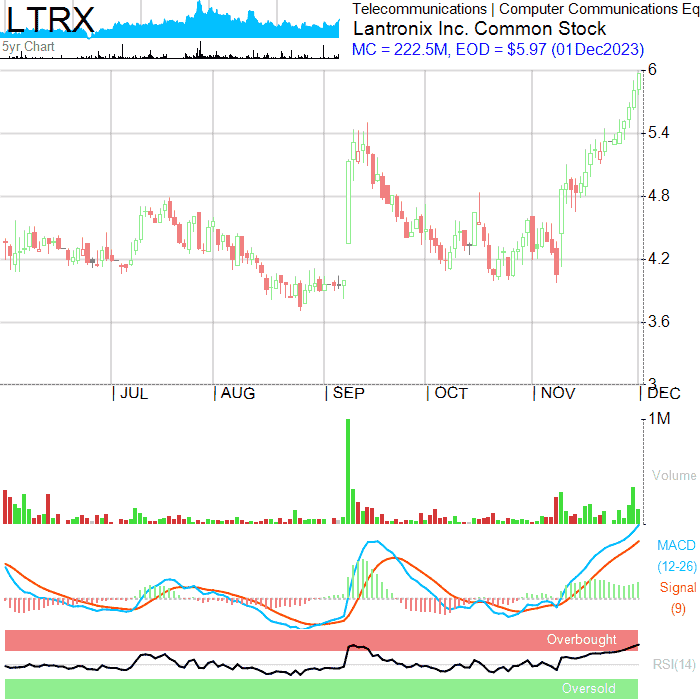 LTRX
5yr Chart
Telecommunications | Computer Communications Eq
Lantronix Inc. Common Stock
MC = 222.5M, EOD = $5.97 (01Dec2023)
6
5.4
4.8
4.2
3.6
3
JUL AUG SEP OCT NOV DEC
1M
Volume
MACD
(12-26)
Signal
(9)
Overbought
RSI(14)
Oversold